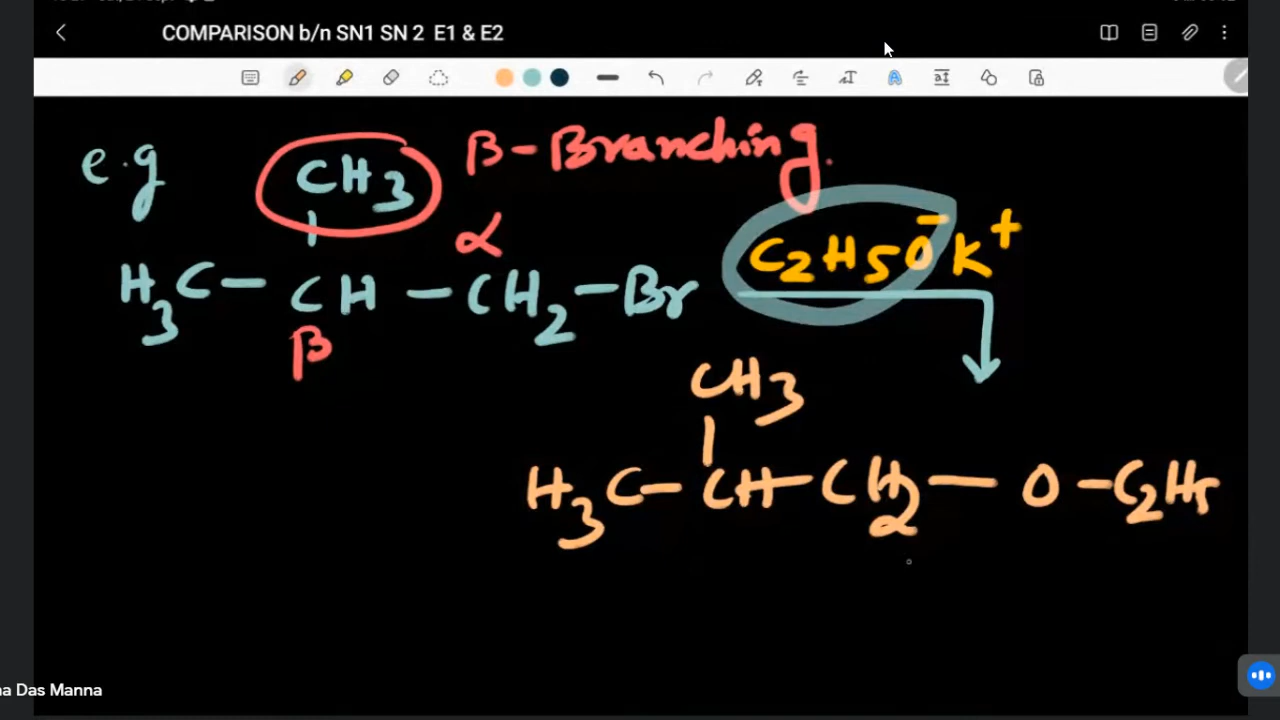 COMPARISON b/n SN1 SN 2 E1 & E2
e.g
CH3
β-Branching.
α
H3C-CH-CH2-Br
β
C2H5O⁻K⁺
CH3
H3C-CH-CH2-O-C2H5
a Das Manna